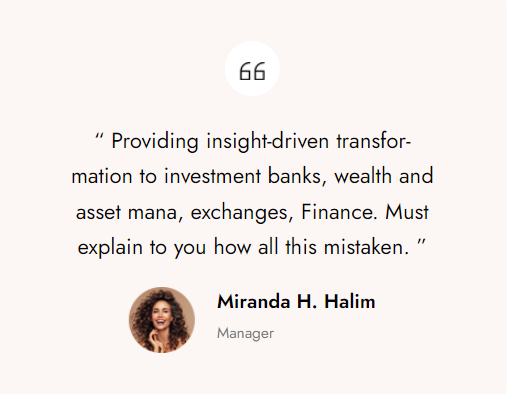 “ Providing insight-driven transfor-
mation to investment banks, wealth and
asset mana, exchanges, Finance. Must
explain to you how all this mistaken. ”
Miranda H. Halim
Manager